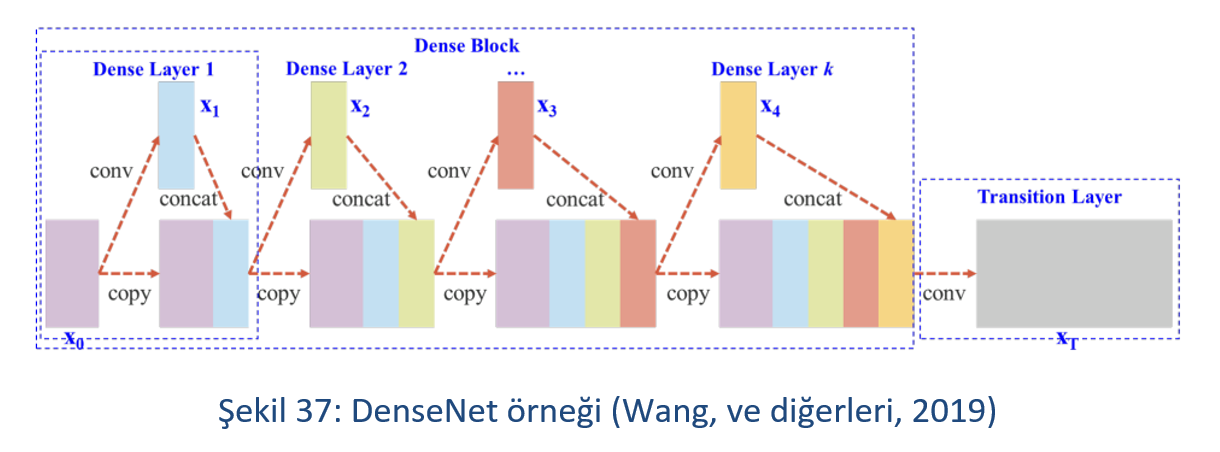 Dense Block
Dense Layer 1
Dense Layer 2
...
Dense Layer k
x1
x2
x3
x4
conv
conv
conv
conv
concat
concat
concat
concat
Transition Layer
copy
copy
copy
copy
conv
x0
xT
Şekil 37: DenseNet örneği (Wang, ve diğerleri, 2019)